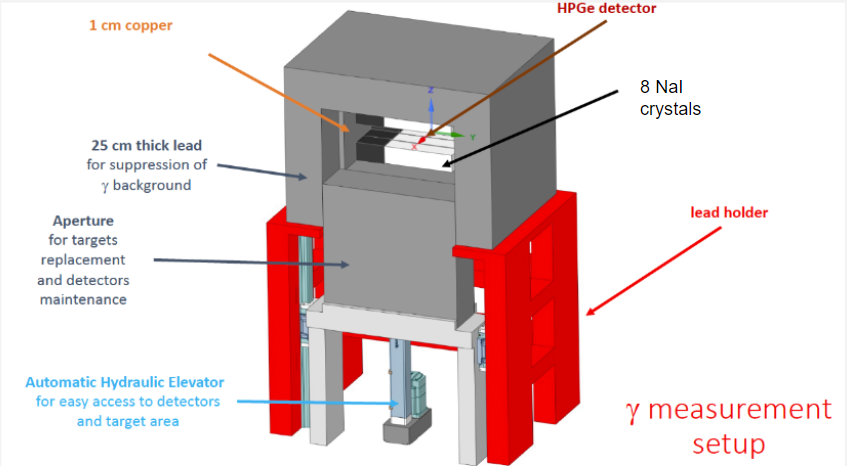 HPGe detector
1 cm copper
8 NaI
crystals
Z
Y
X
25 cm thick lead
for suppression of
γ background
Aperture
for targets
replacement
and detectors
maintenance
lead holder
Automatic Hydraulic Elevator
for easy access to detectors
and target area
γ measurement
setup